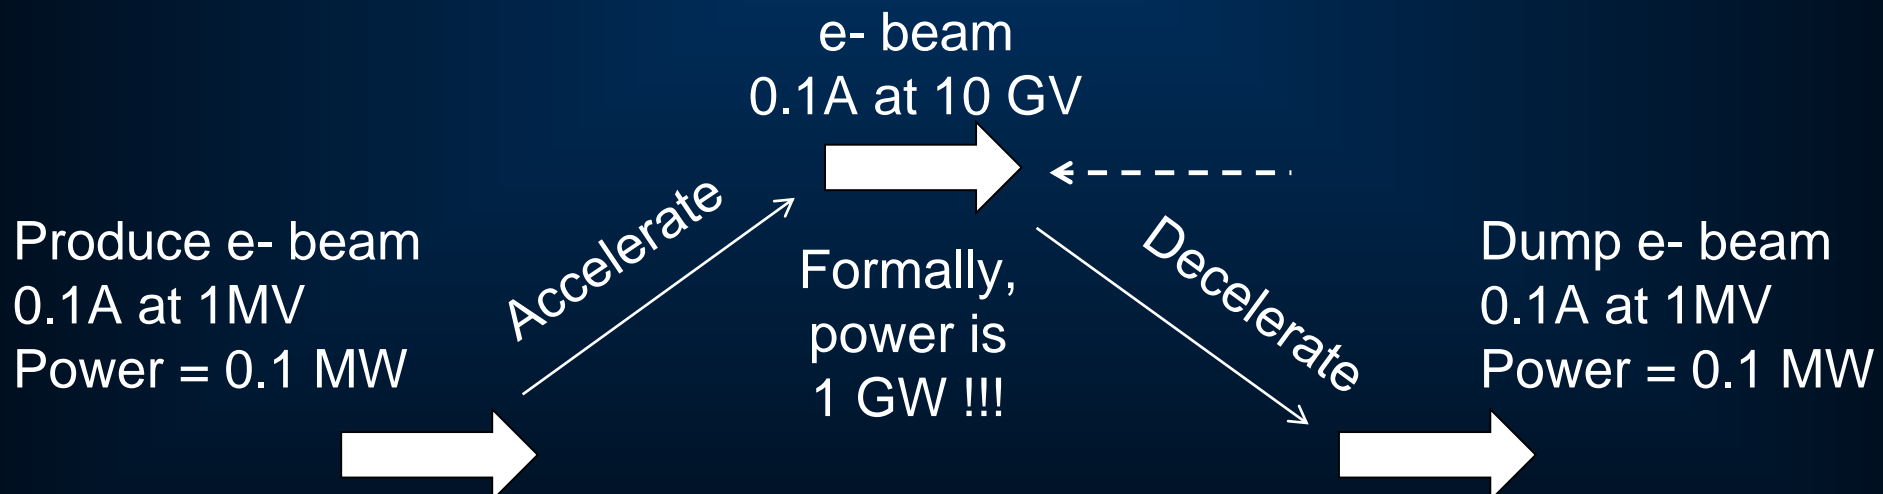 e- beam
0.1A at 10 GV
Produce e- beam
0.1A at 1MV
Power = 0.1 MW
Accelerate
Formally,
power is
1 GW !!!
Decelerate
Dump e- beam
0.1A at 1MV
Power = 0.1 MW